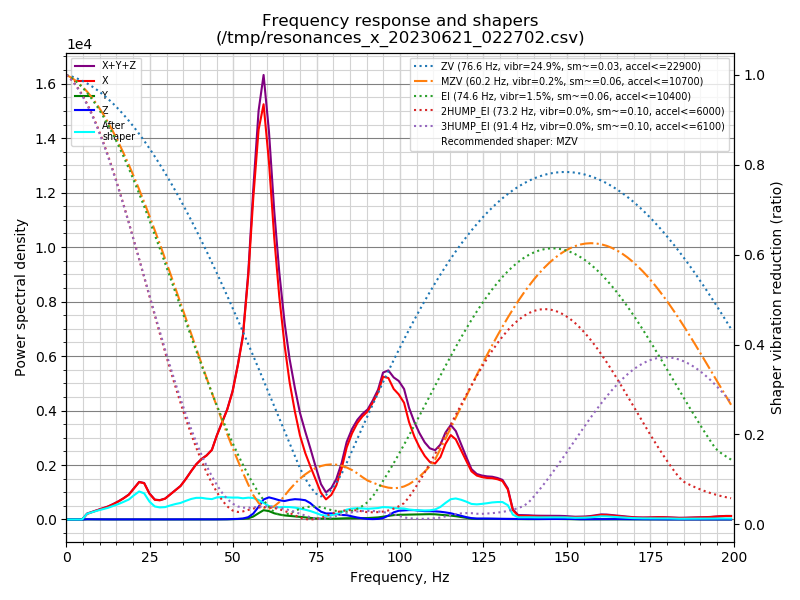 Frequency response and shapers
(/tmp/resonances_x_20230621_022702.csv)
1e4
X+Y+Z
X
Y
Z
After
shaper
ZV (76.6 Hz, vibr=24.9%, sm~=0.03, accel<=22900)
MZV (60.2 Hz, vibr=0.2%, sm~=0.06, accel<=10700)
EI (74.6 Hz, vibr=1.5%, sm~=0.06, accel<=10400)
2HUMP_EI (73.2 Hz, vibr=0.0%, sm~=0.10, accel<=6000)
3HUMP_EI (91.4 Hz, vibr=0.0%, sm~=0.10, accel<=6100)
Recommended shaper: MZV
Power spectral density
1.6
1.4
1.2
1.0
0.8
0.6
0.4
0.2
0.0
1.0
0.8
0.6
0.4
0.2
0.0
Shaper vibration reduction (ratio)
0 25 50 75 100 125 150 175 200
Frequency, Hz